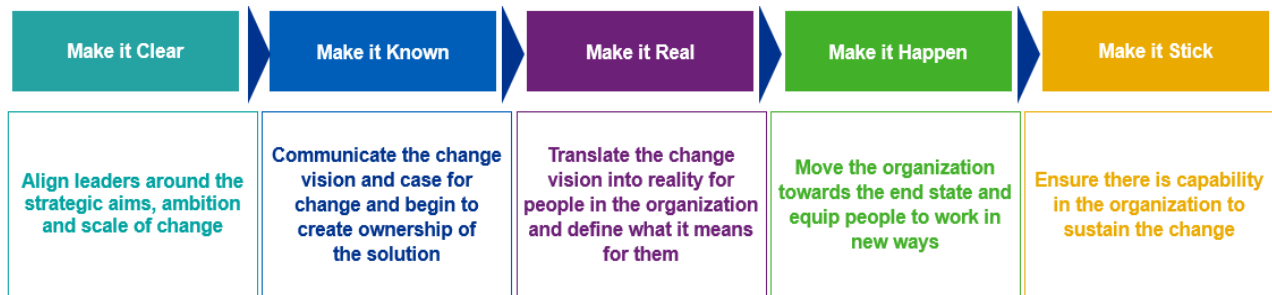 Make it Clear
Make it Known
Make it Real
Make it Happen
Make it Stick
Align leaders around the
strategic aims, ambition
and scale of change
Communicate the change
vision and case for
change and begin to
create ownership of
the solution
Translate the change
vision into reality for
people in the organization
and define what it means
for them
Move the organization
towards the end state and
equip people to work in
new ways
Ensure there is capability
in the organization to
sustain the change